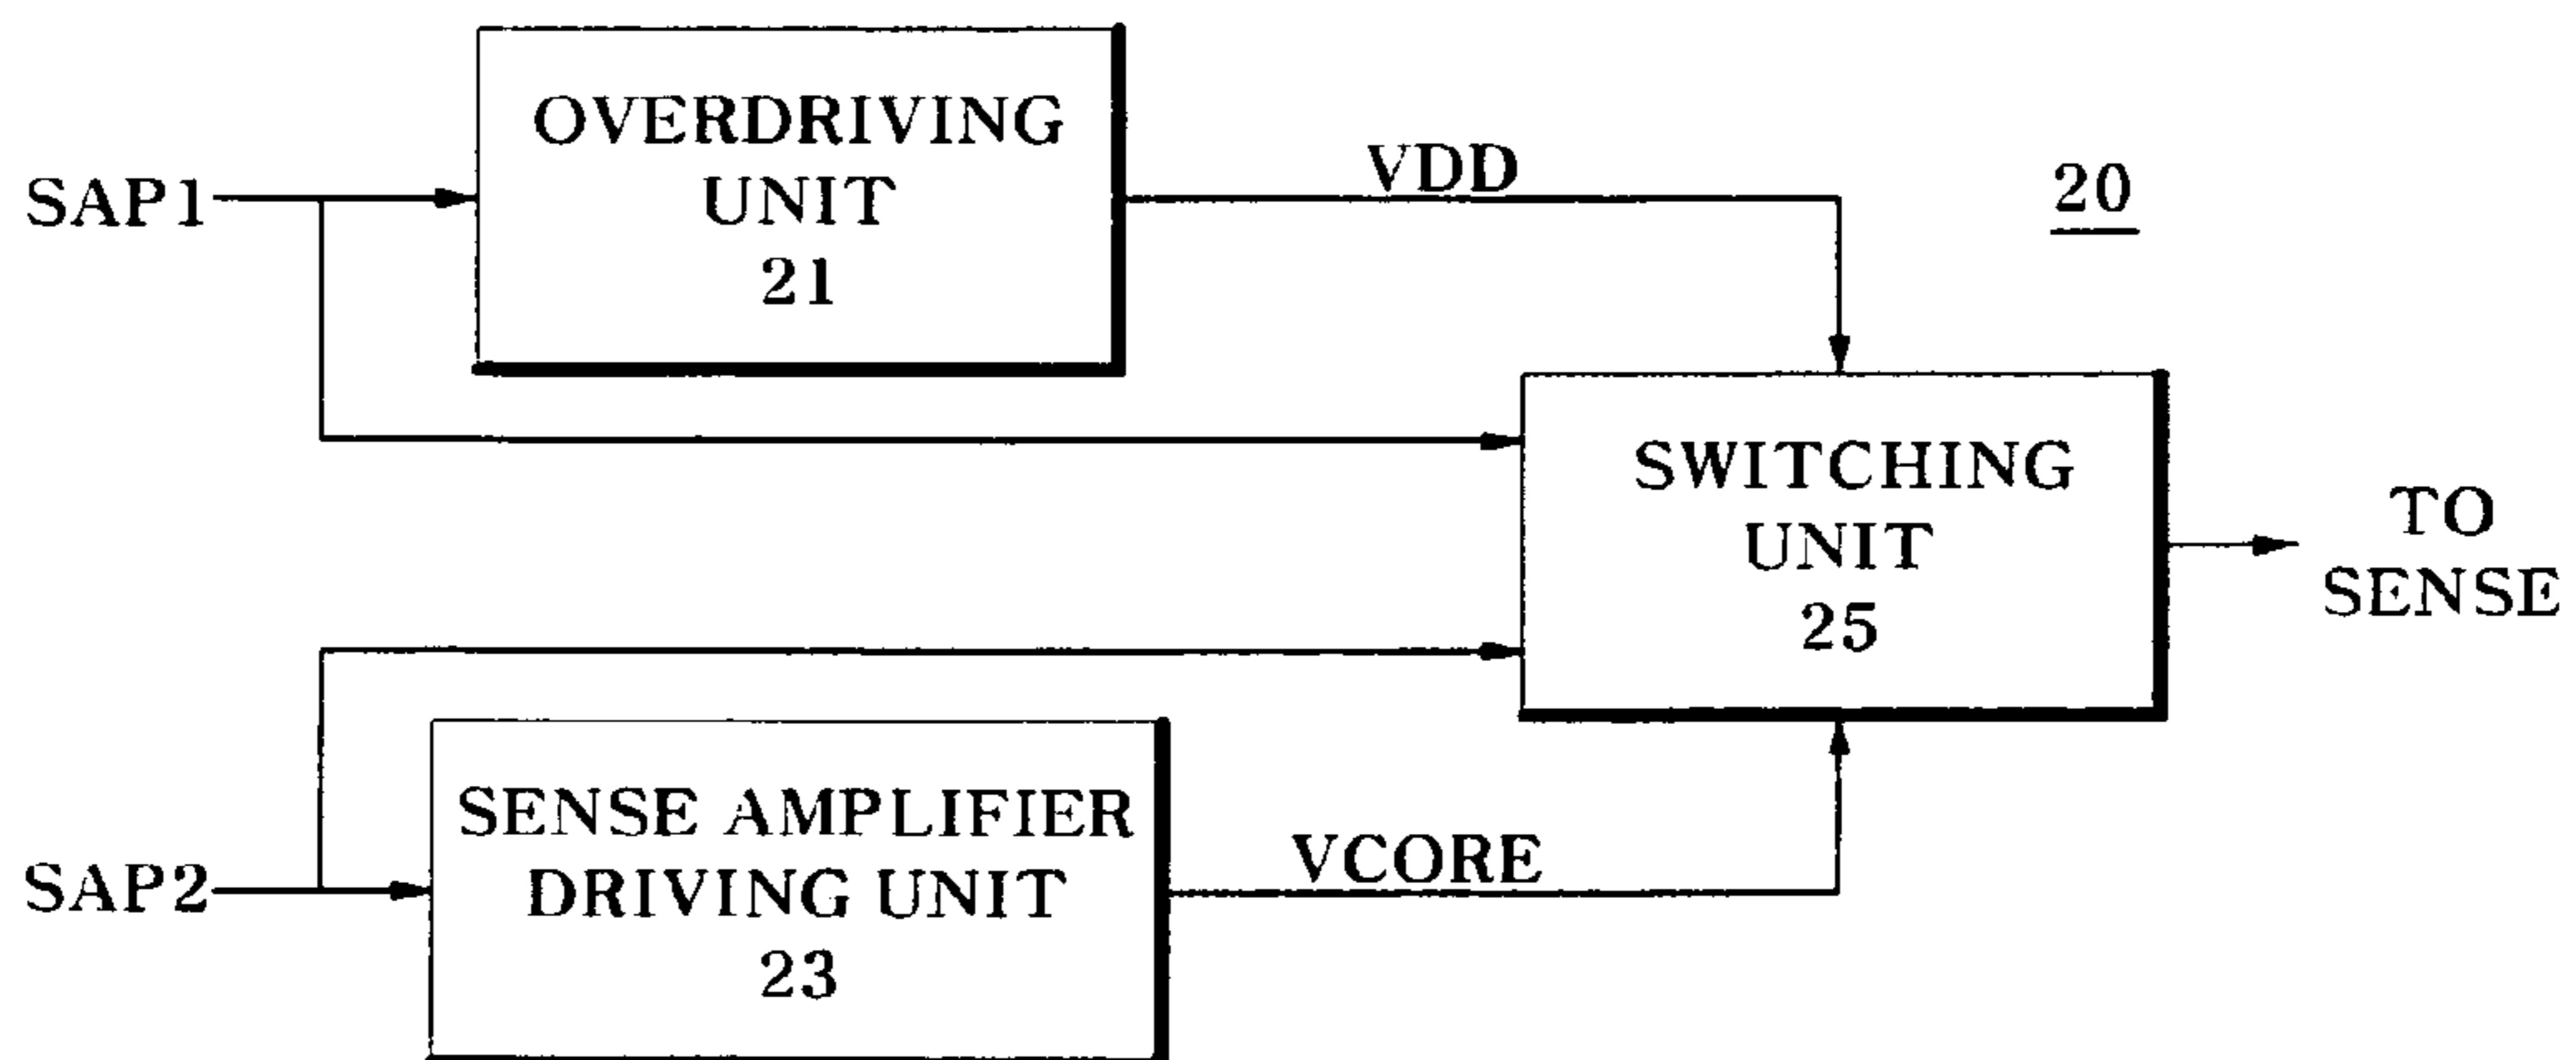 OVERDRIVING
UNIT
21
SAP1
VDD
20
SWITCHING
UNIT
25
TO
SENSE
SENSE AMPLIFIER
DRIVING UNIT
23
SAP2
VCORE